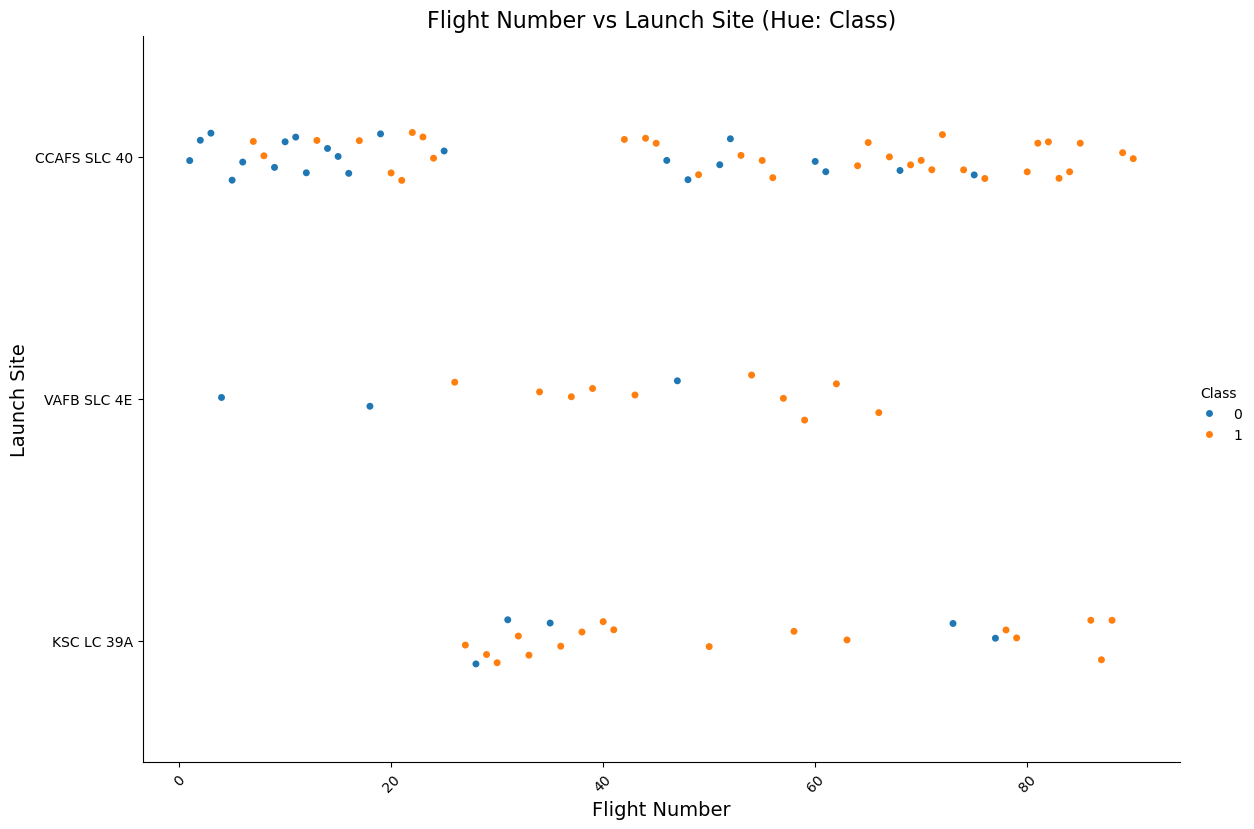 Flight Number vs Launch Site (Hue: Class)
CCAFS SLC 40
VAFB SLC 4E
KSC LC 39A
Launch Site
0
20
40
60
80
Flight Number
Class
0
1